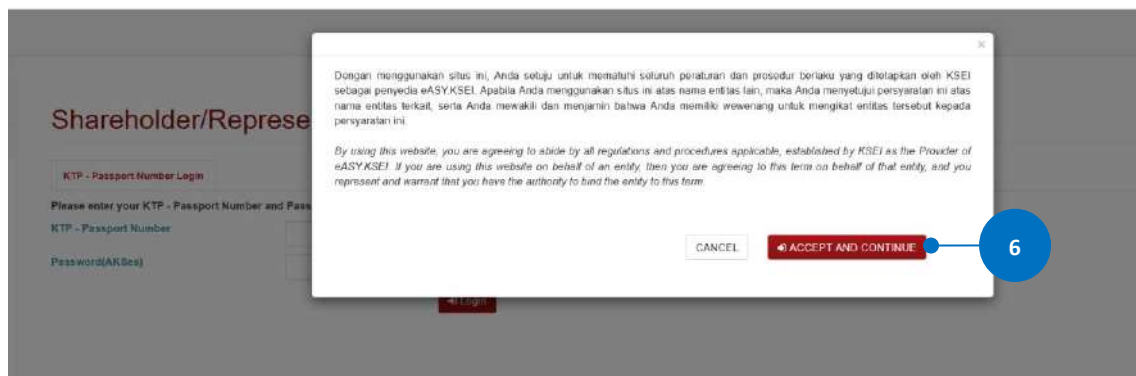 ×
Dengan menggunakan situs ini, Anda setuju untuk mematuhi seluruh peraturan dan prosedur berlaku yang ditetapkan oleh KSEI
sebagai penyedia eASY.KSEI. Apabila Anda menggunakan situs ini atas nama entitas lain, maka Anda menyetujui persyaratan ini atas
nama entitas terkait, serta Anda mewakili dan menjamin bahwa Anda memiliki wewenang untuk mengikat entitas tersebut kepada
persyaratan ini.
By using this website, you are agreeing to abide by all regulations and procedures applicable, established by KSEI as the Provider of
eASY.KSEI. If you are using this website on behalf of an entity, then you are agreeing to this term on behalf of that entity, and you
represent and warrant that you have the authority to bind the entity to this term.
CANCEL
ACCEPT AND CONTINUE
6
Shareholder/Represe
KTP - Passport Number Login
Please enter your KTP - Passport Number and Pass
KTP - Passport Number
Password(AKSes)
Login